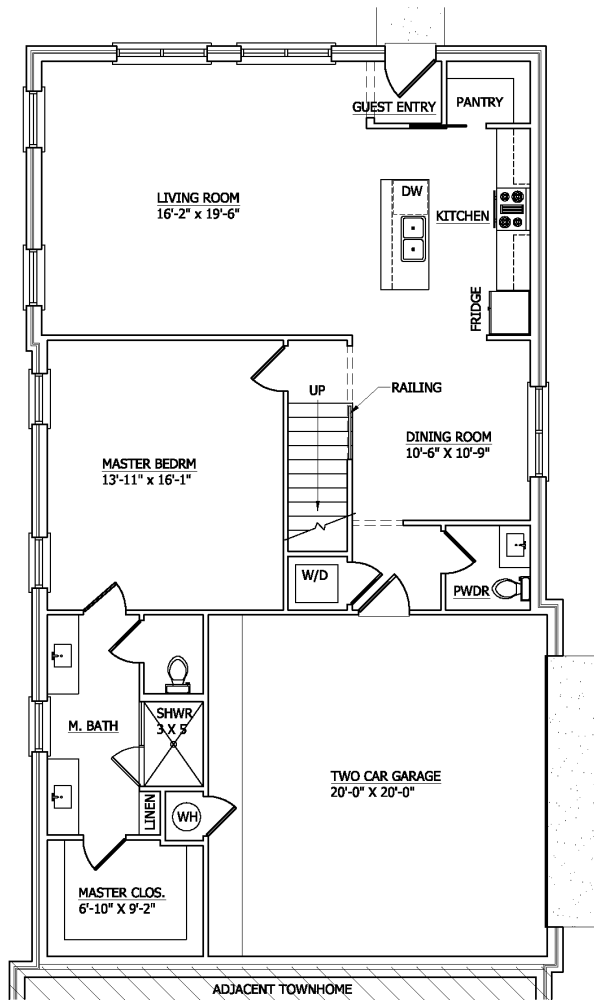 GUEST ENTRY
PANTRY
DW
LIVING ROOM
16'-2" x 19'-6"
KITCHEN
FRIDGE
UP
RAILING
DINING ROOM
10'-6" X 10'-9"
MASTER BEDRM
13'-11" x 16'-1"
W/D
PWDR
SHWR
3 X 5
M. BATH
TWO CAR GARAGE
20'-0" X 20'-0"
LINEN
WH
MASTER CLOS.
6'-10" X 9'-2"
ADJACENT TOWNHOME